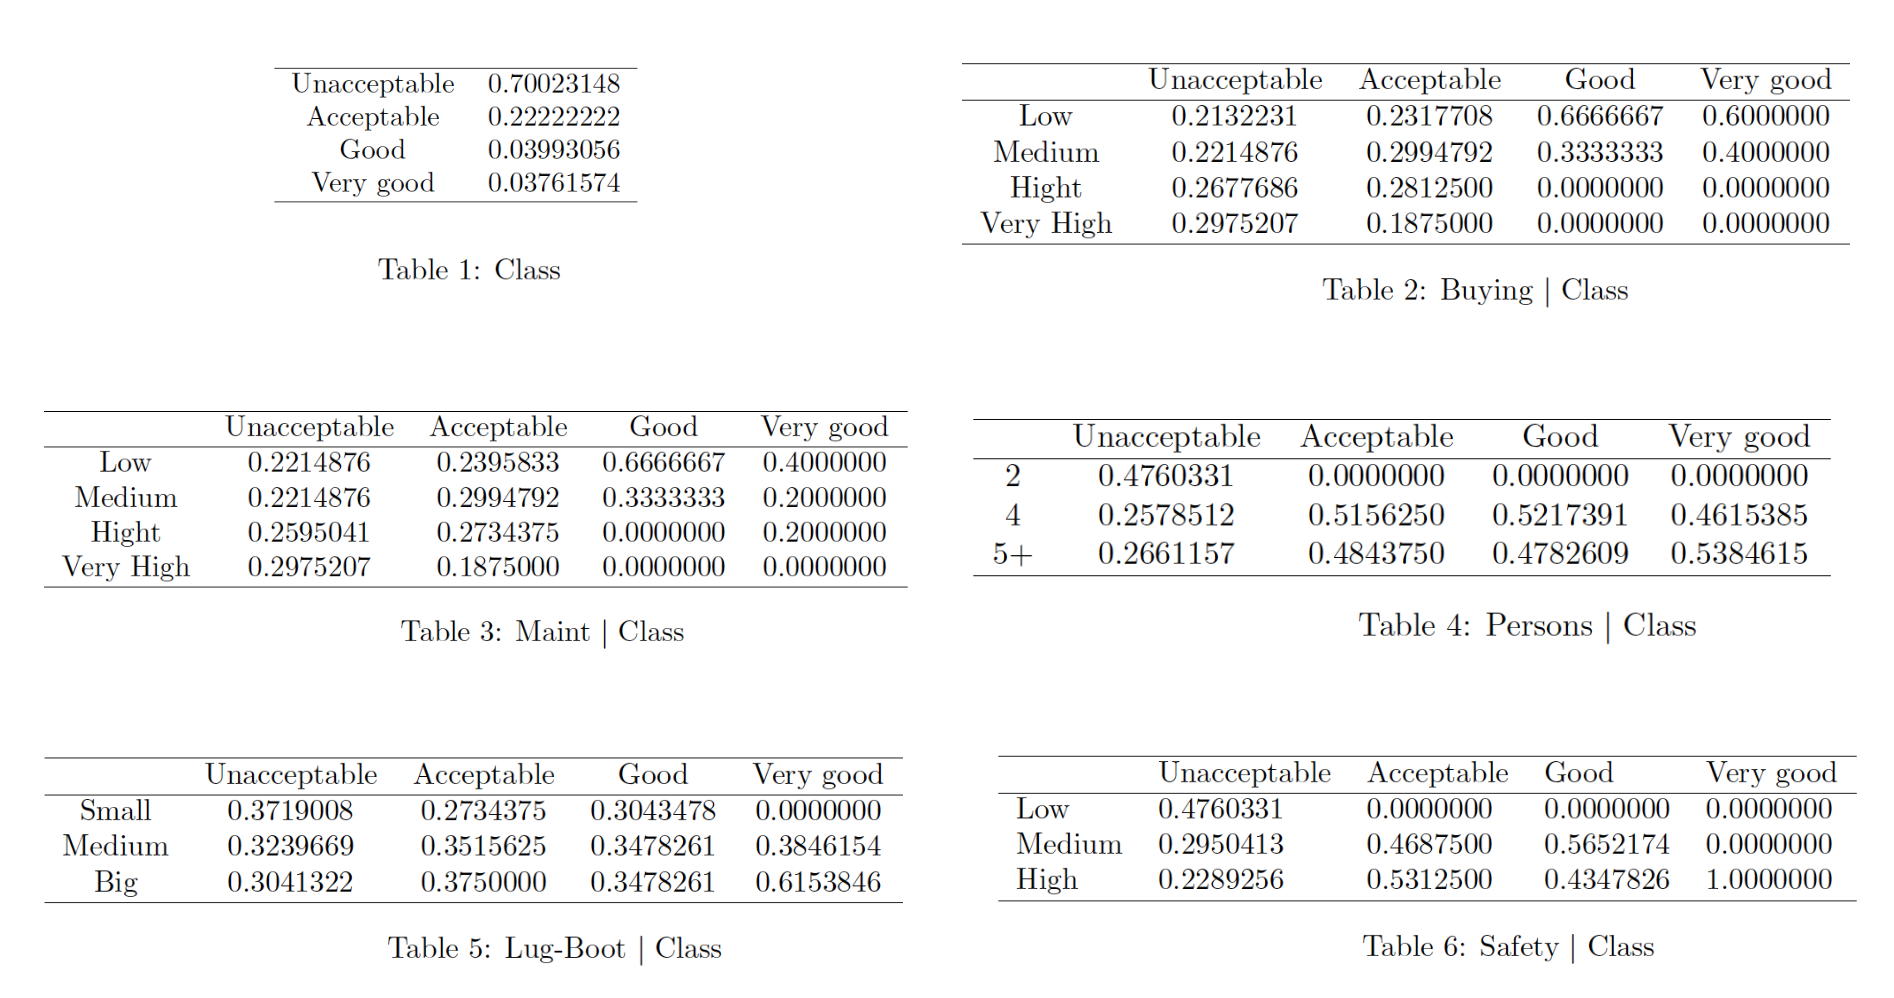 Unacceptable 0.70023148
Acceptable 0.22222222
Good 0.03993056
Very good 0.03761574
Table 1: Class
Unacceptable Acceptable Good Very good
Low 0.2132231 0.2317708 0.6666667 0.6000000
Medium 0.2214876 0.2994792 0.3333333 0.4000000
Hight 0.2677686 0.2812500 0.0000000 0.0000000
Very High 0.2975207 0.1875000 0.0000000 0.0000000
Table 2: Buying | Class
Unacceptable Acceptable Good Very good
Low 0.2214876 0.2395833 0.6666667 0.4000000
Medium 0.2214876 0.2994792 0.3333333 0.2000000
Hight 0.2595041 0.2734375 0.0000000 0.2000000
Very High 0.2975207 0.1875000 0.0000000 0.0000000
Table 3: Maint | Class
Unacceptable Acceptable Good Very good
2 0.4760331 0.0000000 0.0000000 0.0000000
4 0.2578512 0.5156250 0.5217391 0.4615385
5+ 0.2661157 0.4843750 0.4782609 0.5384615
Table 4: Persons | Class
Unacceptable Acceptable Good Very good
Small 0.3719008 0.2734375 0.3043478 0.0000000
Medium 0.3239669 0.3515625 0.3478261 0.3846154
Big 0.3041322 0.3750000 0.3478261 0.6153846
Table 5: Lug-Boot | Class
Unacceptable Acceptable Good Very good
Low 0.4760331 0.0000000 0.0000000 0.0000000
Medium 0.2950413 0.4687500 0.5652174 0.0000000
High 0.2289256 0.5312500 0.4347826 1.0000000
Table 6: Safety | Class